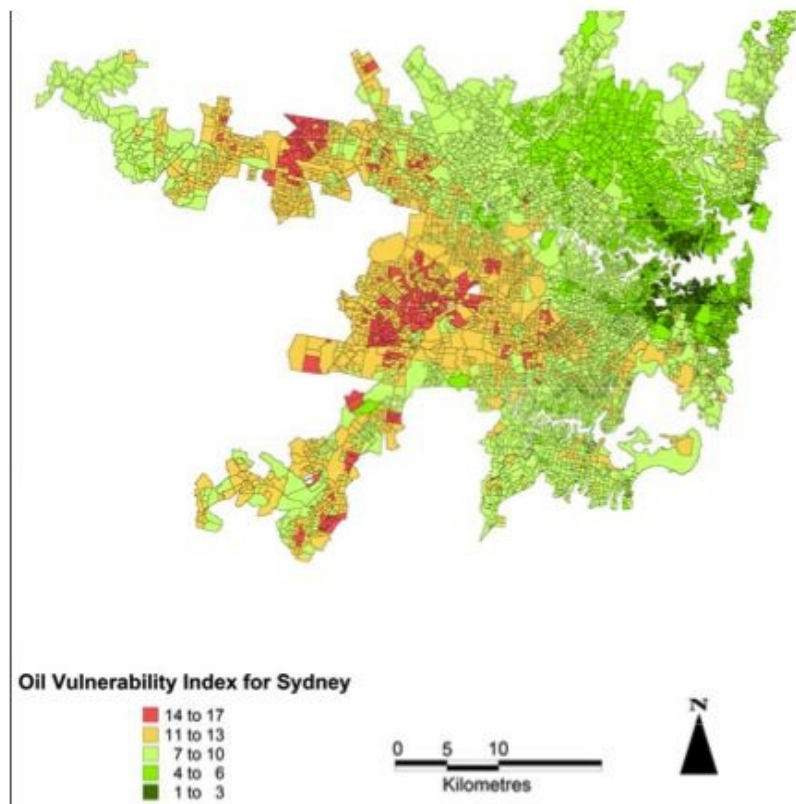 Oil Vulnerability Index for Sydney
14 to 17
11 to 13
7 to 10
4 to 6
1 to 3
0 5 10
Kilometres
N